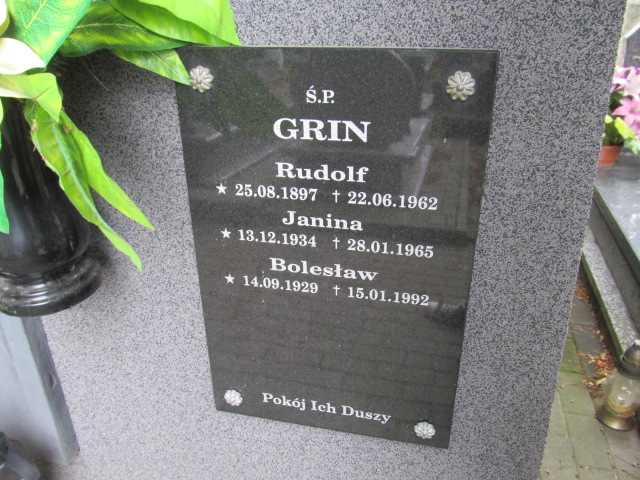 Ś.P.
GRIN
Rudolf
★ 25.08.1897 † 22.06.1962
Janina
★ 13.12.1934 † 28.01.1965
Bolesław
★ 14.09.1929 † 15.01.1992
Pokój Ich Duszy